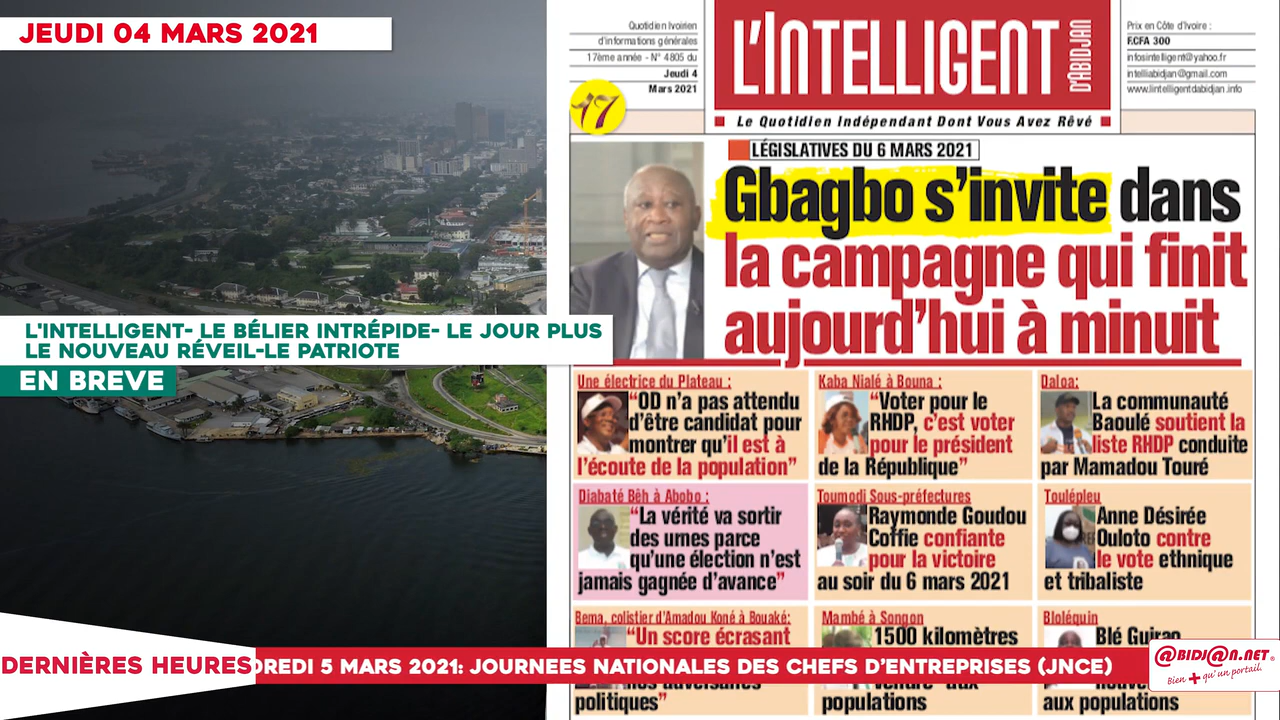 JEUDI 04 MARS 2021
L'INTELLIGENT- LE BÉLIER INTRÉPIDE- LE JOUR PLUS
LE NOUVEAU RÉVEIL-LE PATRIOTE
EN BREVE
Quotidien Ivoirien
d'informations générales
17ème année - N° 4805 du
Jeudi 4
Mars 2021
17
L'INTELLIGENT
D'ABIDJAN
Le Quotidien Indépendant Dont Vous Avez Rêvé
Prix en Côte d'Ivoire :
F.CFA 300
infosintelligent@yahoo.fr
intelliabidjan@gmail.com
www.lintelligentdabidjan.info
LÉGISLATIVES DU 6 MARS 2021
Gbagbo s'invite dans
la campagne qui finit
aujourd'hui à minuit
Une électrice du Plateau :
"OD n'a pas attendu
d'être candidat pour
montrer qu'il est à
l'écoute de la population"
Kaba Nialé à Bouna :
"Voter pour le
RHDP, c'est voter
pour le président
de la République"
Daloa:
La communauté
Baoulé soutient la
liste RHDP conduite
par Mamadou Touré
Diabaté Bêh à Abobo :
"La vérité va sortir
des urnes parce
qu'une élection n'est
jamais gagnée d'avance"
Toumodi Sous-préfectures
Raymonde Goudou
Coffie confiante
pour la victoire
au soir du 6 mars 2021
Toulépleu
Anne Désirée
Ouloto contre
le vote ethnique
et tribaliste
Bema, colistier d'Amadou Koné à Bouaké:
"Un score écrasant
politiques"
Mambé à Songon
1500 kilomètres
populations
Bloléquin
Blé Guirao
aux populations
DERNIÈRES HEURES
DREDI 5 MARS 2021: JOURNEES NATIONALES DES CHEFS D'ENTREPRISES (JNCE)
@BIDJ@N.NET
Bien + qu'un portail.